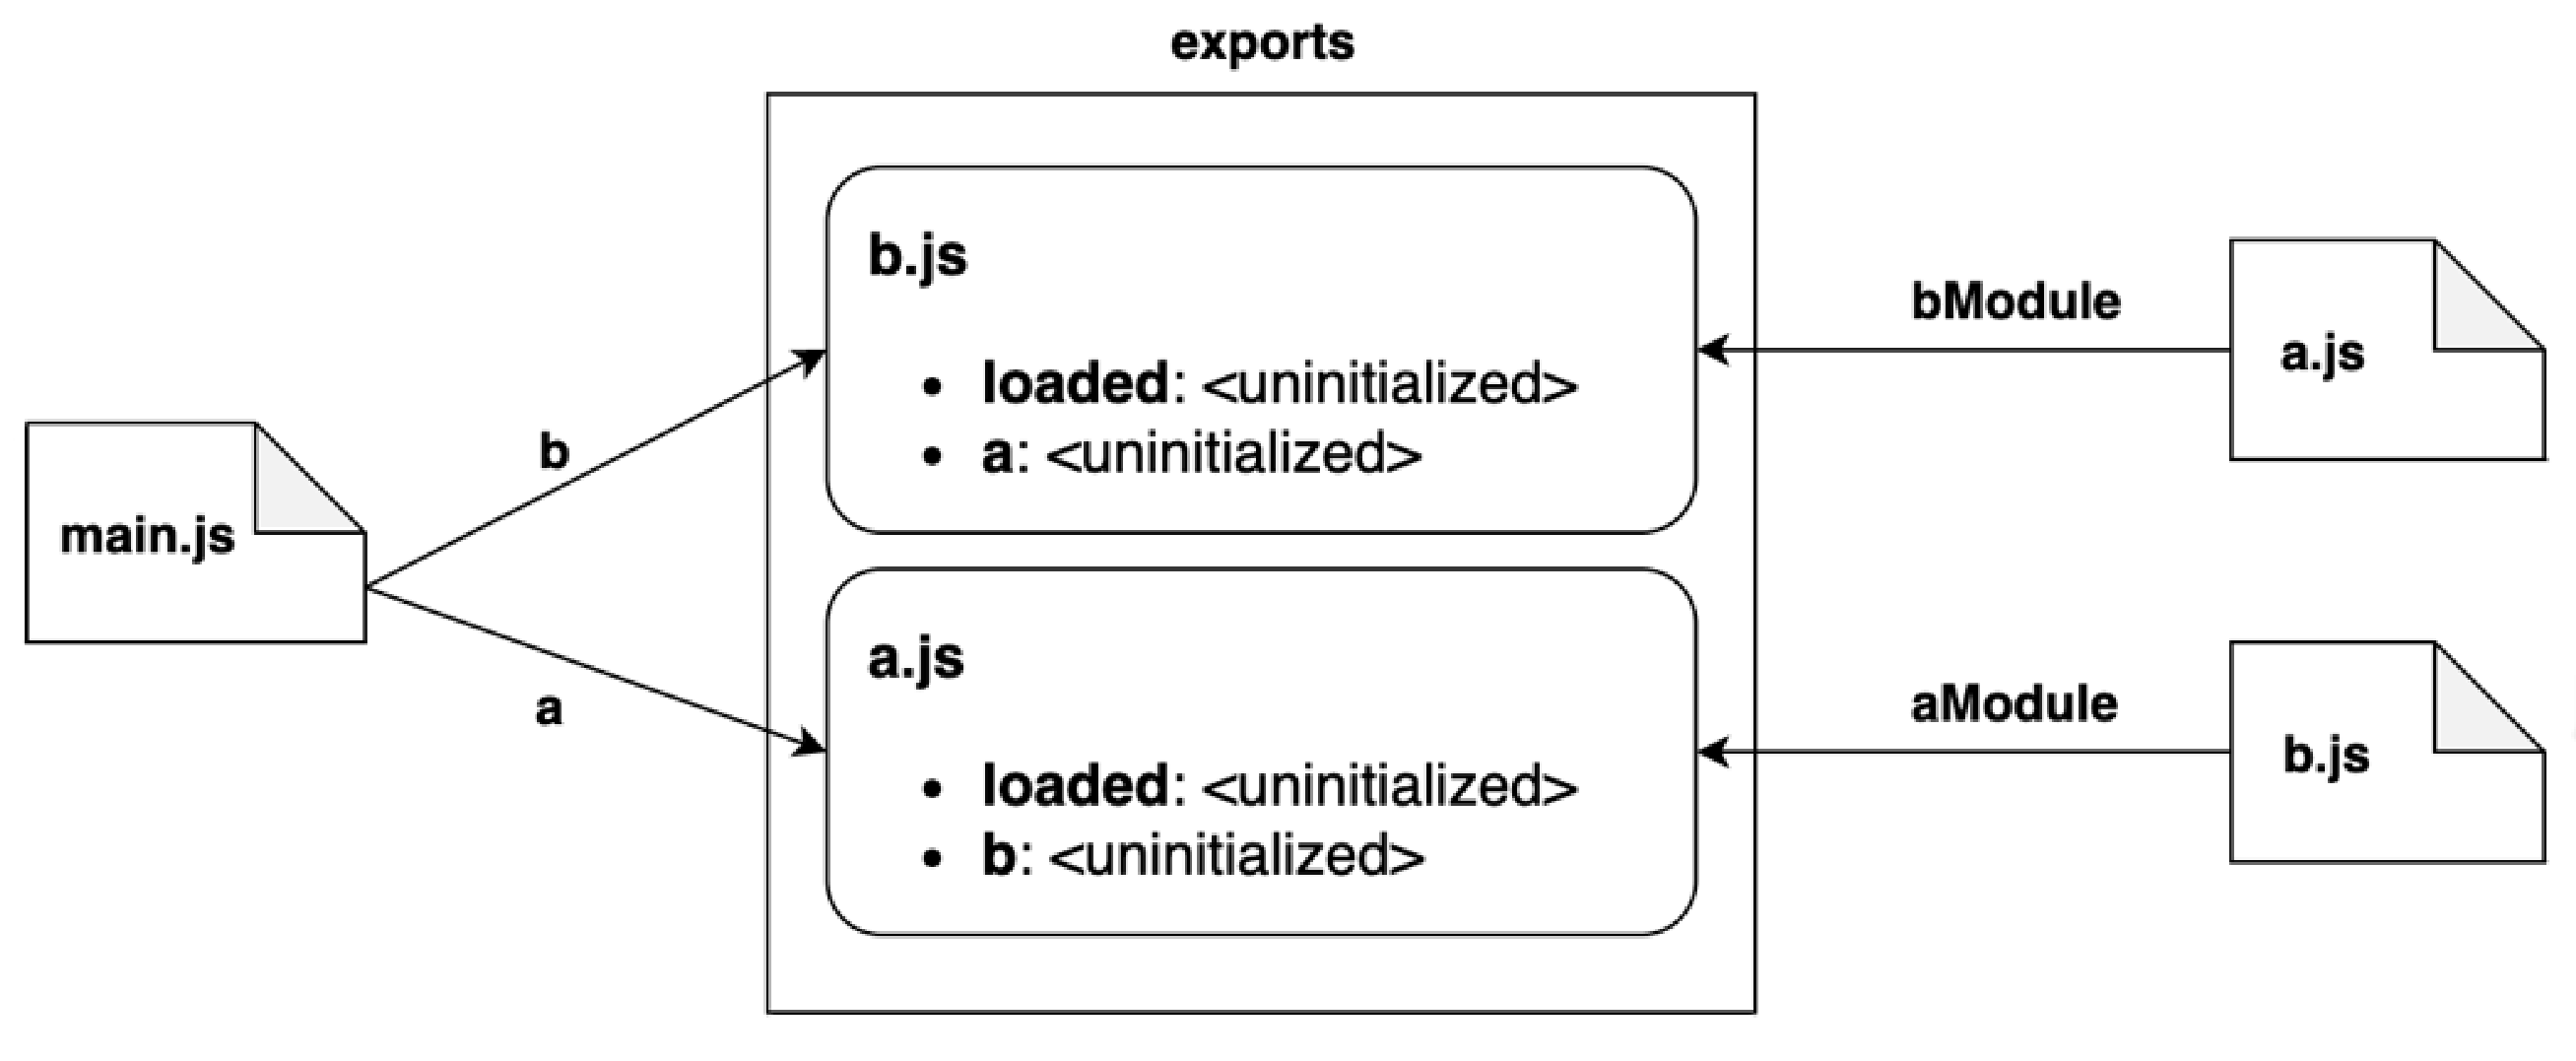 exports
b.js
• loaded: <uninitialized>
• a: <uninitialized>
bModule
a.js
b
main.js
a
a.js
• loaded: <uninitialized>
• b: <uninitialized>
aModule
b.js